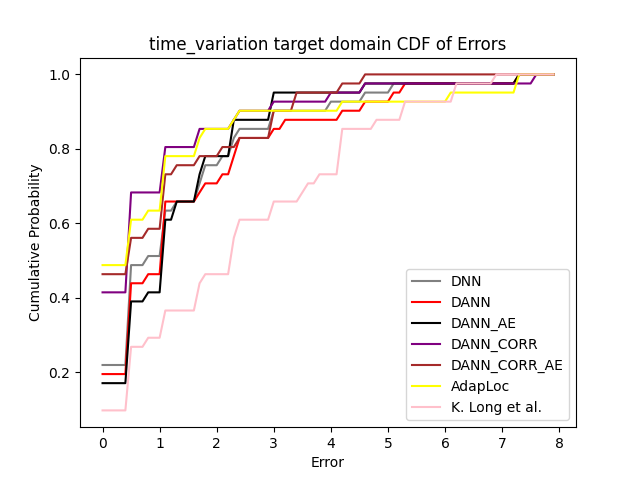 time_variation target domain CDF of Errors
1.0
0.8
0.6
0.4
0.2
Cumulative Probability
DNN
DANN
DANN_AE
DANN_CORR
DANN_CORR_AE
AdapLoc
K. Long et al.
0 1 2 3 4 5 6 7 8
Error